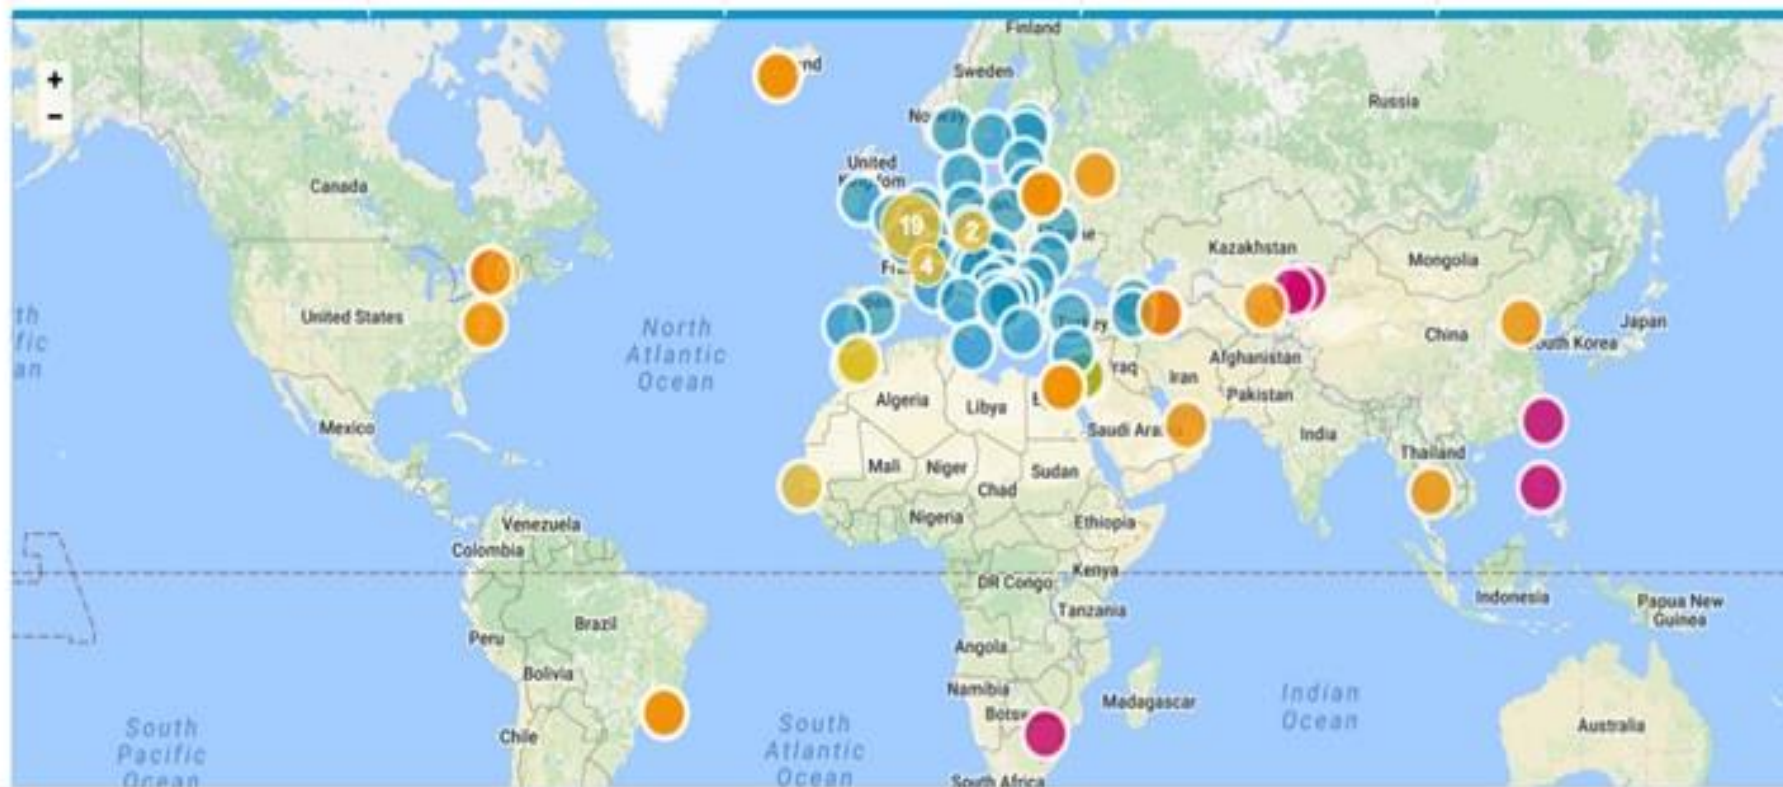 Finland
Sweden
Russia
United
Canada
19
2
4
Kazakhstan
Mongolia
United States
North
Atlantic
Ocean
China
Japan
Afghanistan
Iran
Pakistan
Algeria
Libya
Mexico
India
Thailand
Mali
Niger
Sudan
Chad
Nigeria
Ethiopia
Venezuela
Colombia
Kenya
DR Congo
Indonesia
Tanzania
Papua New
Guinea
Brazil
Peru
Angola
Bolivia
Namibia
Madagascar
Indian
Ocean
South
Pacific
Ocean
South
Atlantic
Ocean
Chile
Australia
South Africa